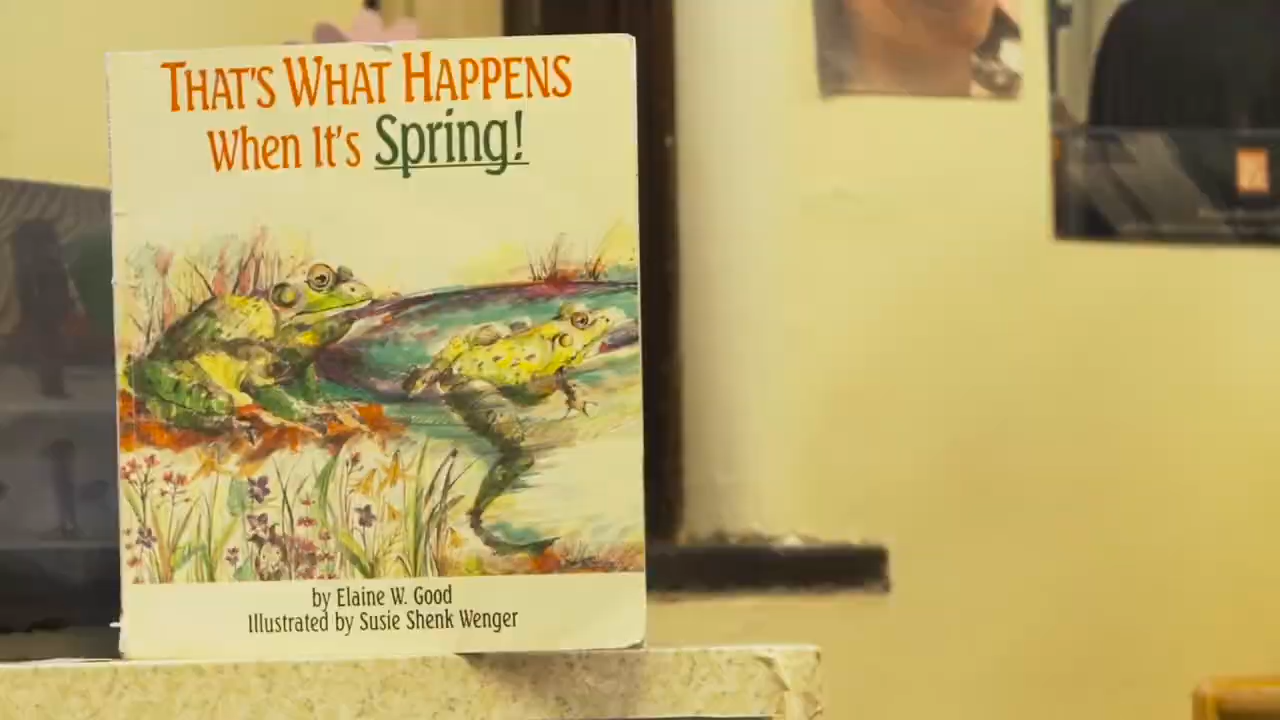 THAT'S WHAT HAPPENS
When It's Spring!
by Elaine W. Good
Illustrated by Susie Shenk Wenger